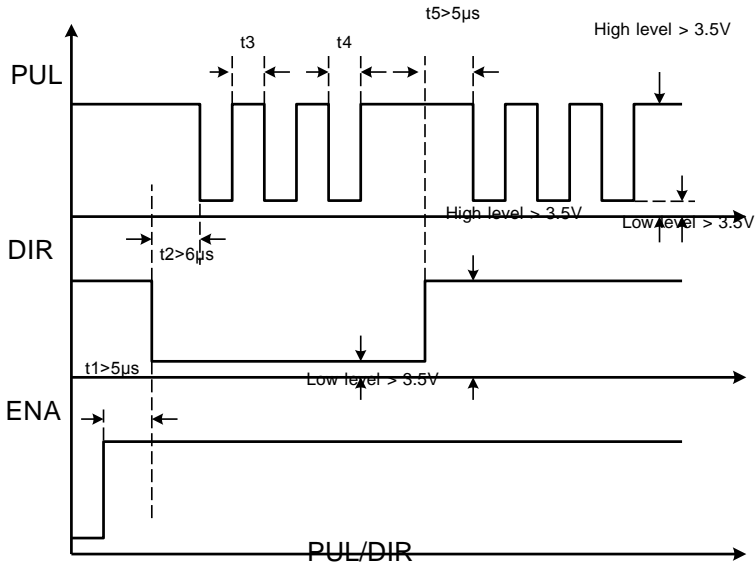 t5>5μs
High level > 3.5V
t3
t4
PUL
High level > 3.5V
Low level > 3.5V
DIR
t2>6μs
t1>5μs
Low level > 3.5V
ENA
PUL/DIR